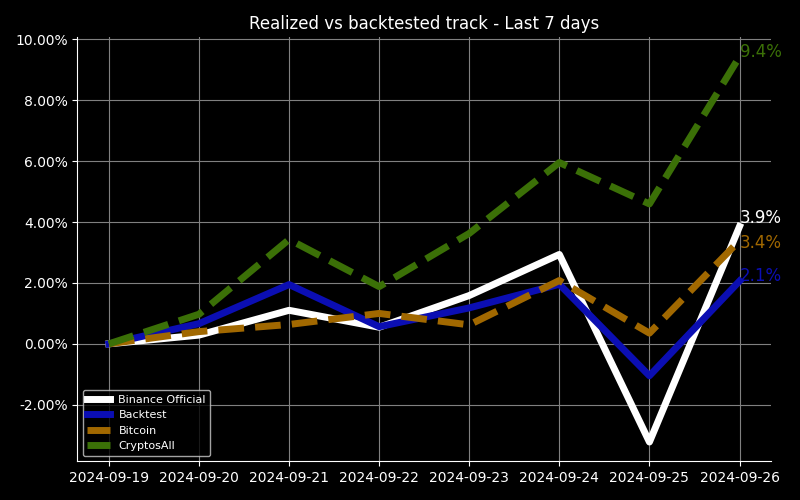 Realized vs backtested track - Last 7 days
10.00%
8.00%
6.00%
4.00%
2.00%
0.00%
-2.00%
9.4%
3.9%
3.4%
2.1%
Binance Official
Backtest
Bitcoin
CryptosAll
2024-09-19 2024-09-20 2024-09-21 2024-09-22 2024-09-23 2024-09-24 2024-09-25 2024-09-26